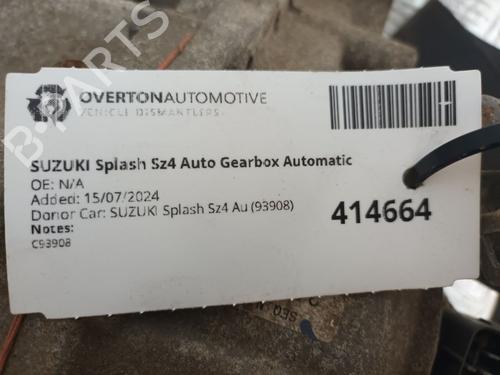 OVERTONAUTOMOTIVE
VEHICLE DISMANTLERS
SUZUKI Splash Sz4 Auto Gearbox Automatic
OE: N/A
Added: 15/07/2024
Donor Car: SUZUKI Splash Sz4 Au (93908)
414664
Notes:
C93908
B-PARTS